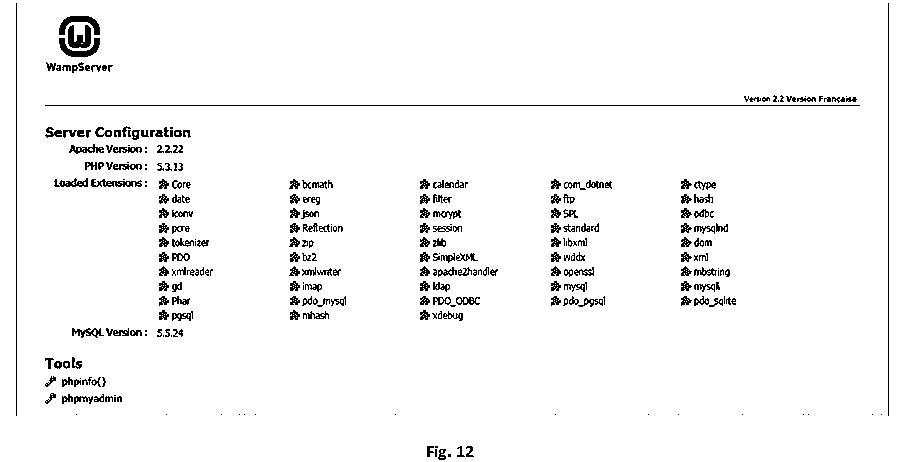 WampServer
Version 2.2 Version Française
Server Configuration
Apache Version : 2.2.22
PHP Version : 5.3.13
Loaded Extensions : Core bcmath calendar com_dotnet ctype
date ereg filter ftp hash
iconv json mcrypt SPL odbc
pcre Reflection session standard mysqlnd
tokenizer zip zlib libxml dom
PDO bz2 SimpleXML wddx xml
xmlreader xmlwriter apache2handler openssl mbstring
gd imap ldap mysql mysqli
Phar pdo_mysql PDO_ODBC pdo_pgsql pdo_sqlite
pgsql mhash xdebug
MySQL Version : 5.5.24
Tools
phpinfo()
phpmyadmin
Fig. 12